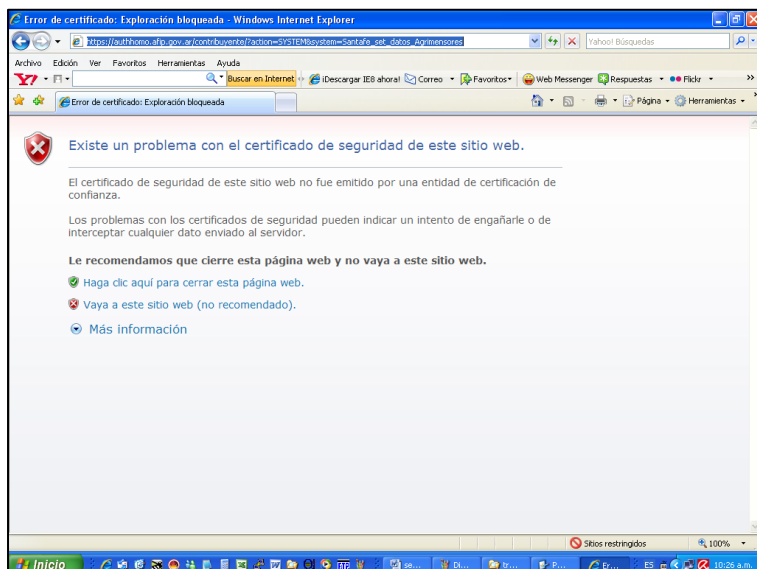 Error de certificado: Exploración bloqueada - Windows Internet Explorer
https://authhomo.afip.gov.ar/contribuyente/?action=SYSTEM&system=Santafe_set_datos_Agrimensores
Yahoo! Búsquedas
Archivo Edición Ver Favoritos Herramientas Ayuda
Y! Buscar en Internet ¡Descargar IE8 ahora! Correo Favoritos Web Messenger Respuestas Flickr
Error de certificado: Exploración bloqueada Página Herramientas
Existe un problema con el certificado de seguridad de este sitio web.
El certificado de seguridad de este sitio web no fue emitido por una entidad de certificación de
confianza.
Los problemas con los certificados de seguridad pueden indicar un intento de engañarle o de
interceptar cualquier dato enviado al servidor.
Le recomendamos que cierre esta página web y no vaya a este sitio web.
Haga clic aquí para cerrar esta página web.
Vaya a este sitio web (no recomendado).
Más información
Sitios restringidos 100%
Inicio se... Di... tr... P... Er... ES 10:26 a.m.